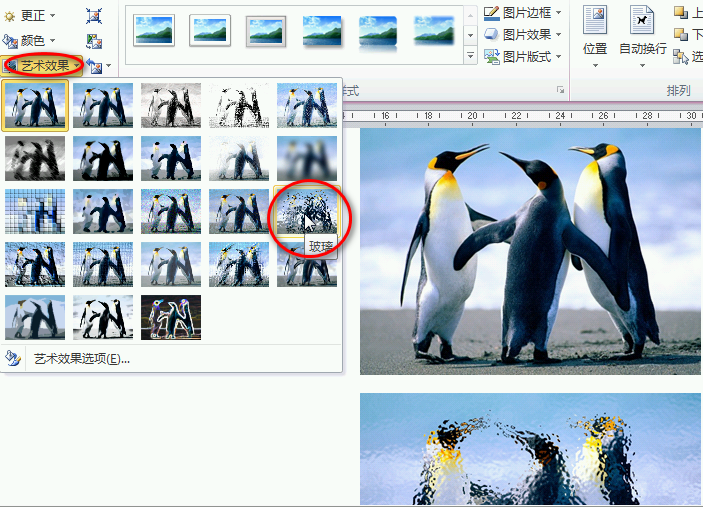 更正
颜色
艺术效果
图片边框
图片效果
图片版式
位置
自动换行
上
下
选
样式
排列
14 16 18 20 22 24 26 28 30
玻璃
艺术效果选项(E)...